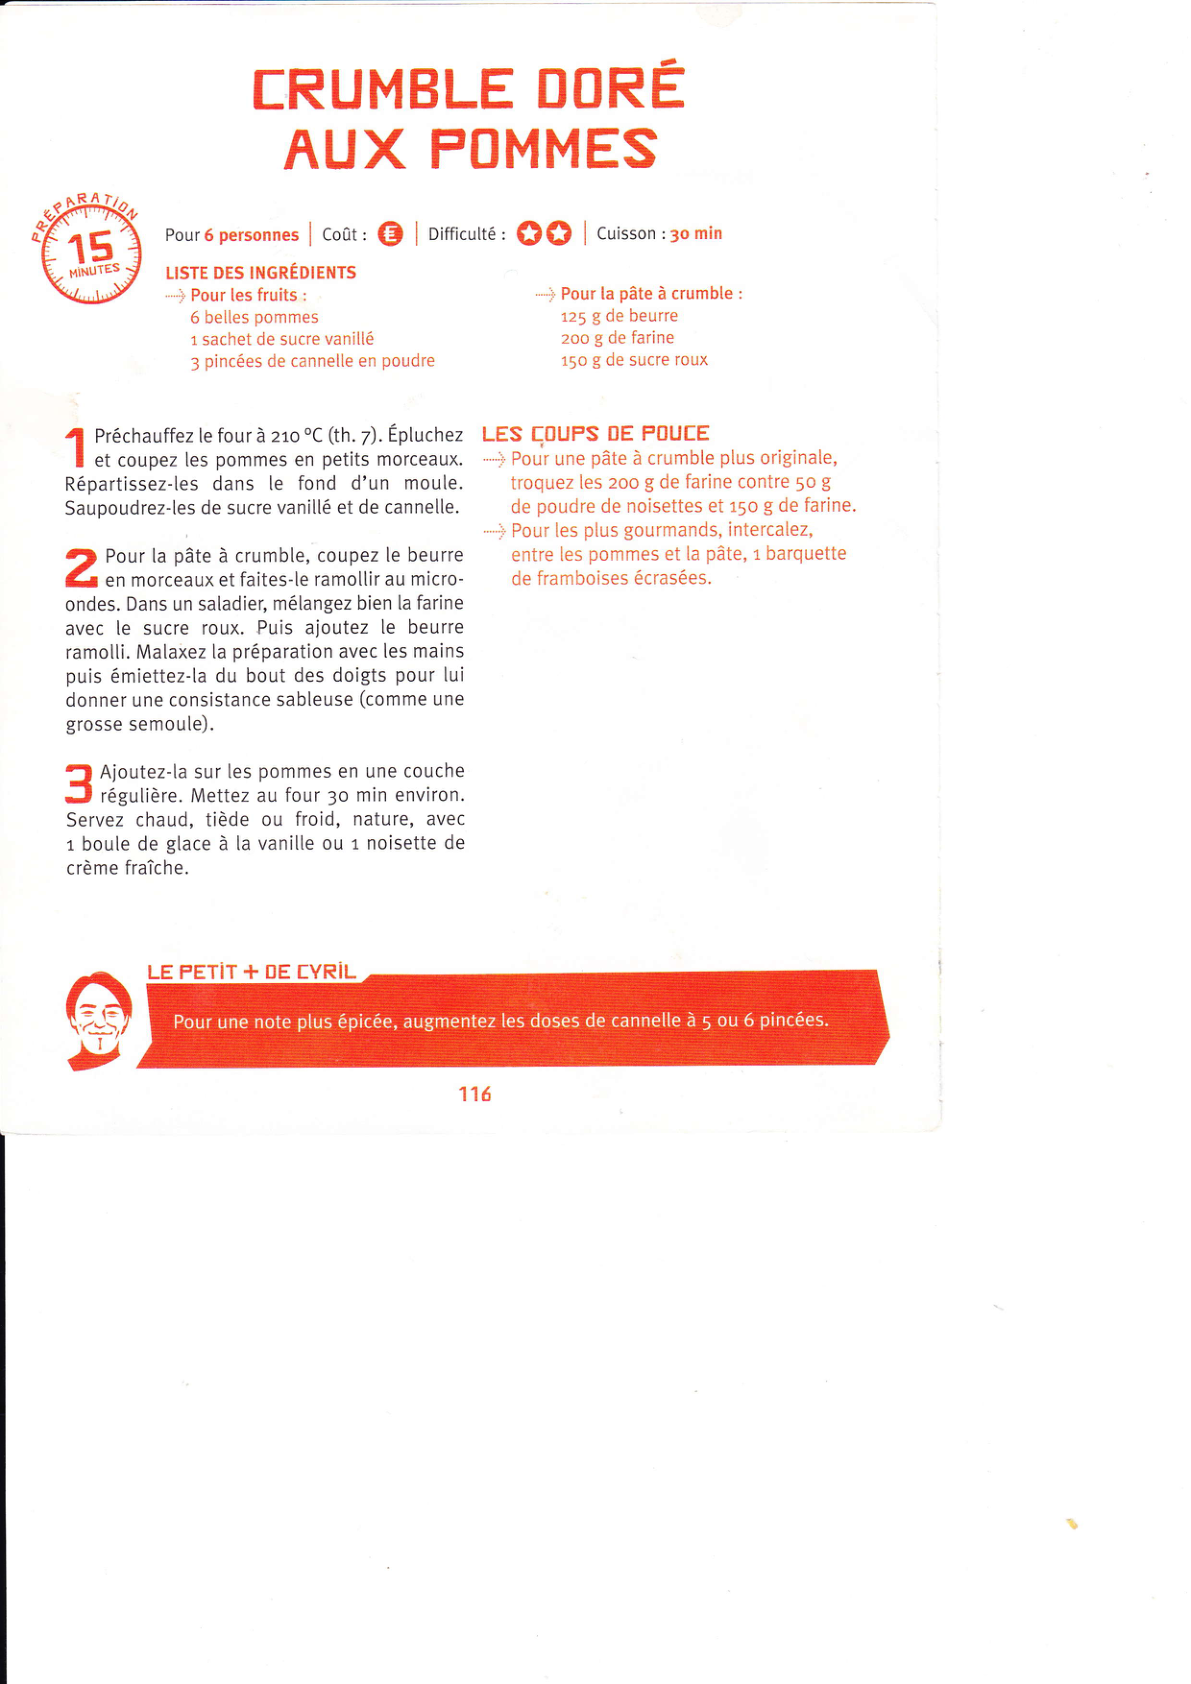 CRUMBLE DORÉ
AUX POMMES
PRÉPARATION
15
MINUTES
Pour 6 personnes | Coût : € | Difficulté : | Cuisson : 30 min
LISTE DES INGRÉDIENTS
Pour les fruits :
6 belles pommes
1 sachet de sucre vanillé
3 pincées de cannelle en poudre
Pour la pâte à crumble :
125 g de beurre
200 g de farine
150 g de sucre roux
1 Préchauffez le four à 210 °C (th. 7). Épluchez
et coupez les pommes en petits morceaux.
Répartissez-les dans le fond d'un moule.
Saupoudrez-les de sucre vanillé et de cannelle.
2 Pour la pâte à crumble, coupez le beurre
en morceaux et faites-le ramollir au micro-
ondes. Dans un saladier, mélangez bien la farine
avec le sucre roux. Puis ajoutez le beurre
ramolli. Malaxez la préparation avec les mains
puis émiettez-la du bout des doigts pour lui
donner une consistance sableuse (comme une
grosse semoule).
3 Ajoutez-la sur les pommes en une couche
régulière. Mettez au four 30 min environ.
Servez chaud, tiède ou froid, nature, avec
1 boule de glace à la vanille ou 1 noisette de
crème fraîche.
LES COUPS DE POUCE
Pour une pâte à crumble plus originale,
troquez les 200 g de farine contre 50 g
de poudre de noisettes et 150 g de farine.
Pour les plus gourmands, intercalez,
entre les pommes et la pâte, 1 barquette
de framboises écrasées.
LE PETIT + DE CYRIL
Pour une note plus épicée, augmentez les doses de cannelle à 5 ou 6 pincées.
116